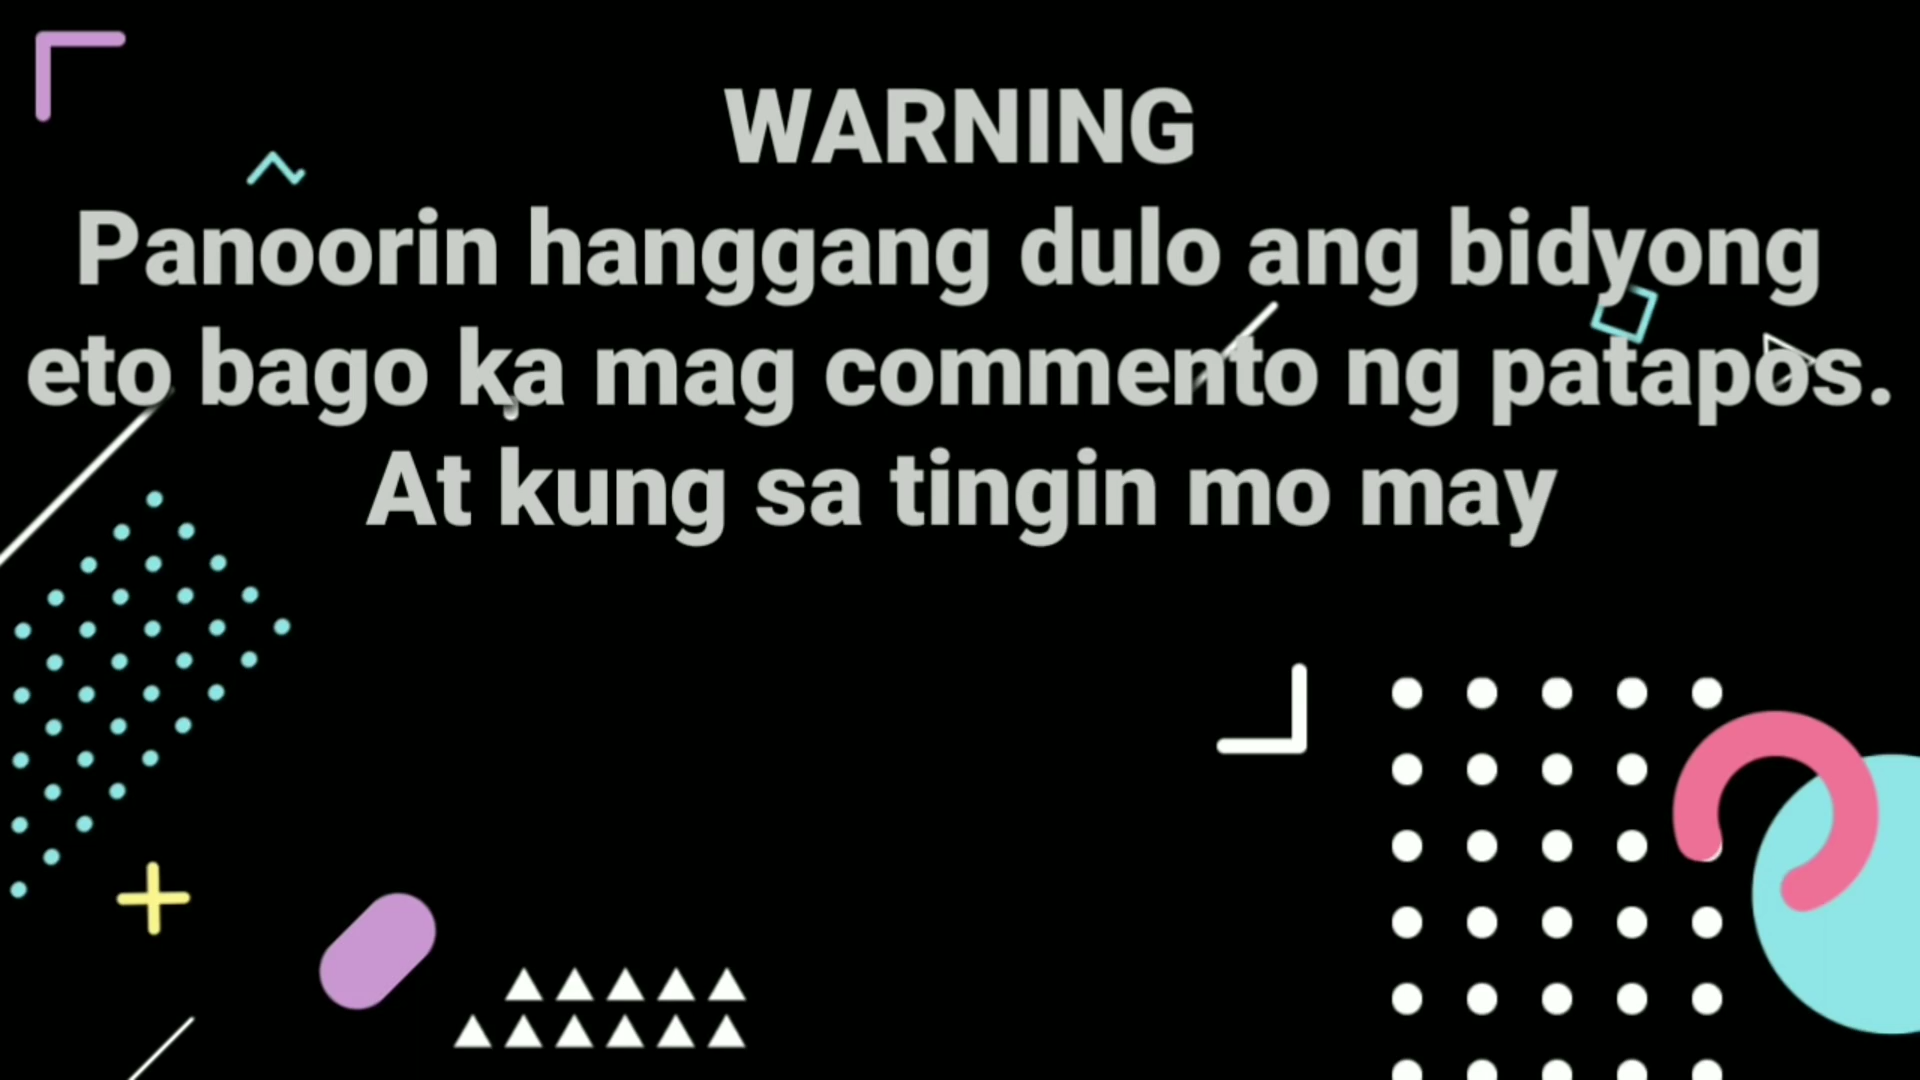 WARNING
Panoorin hanggang dulo ang bidyong
eto bago ka mag commento ng patapos.
At kung sa tingin mo may